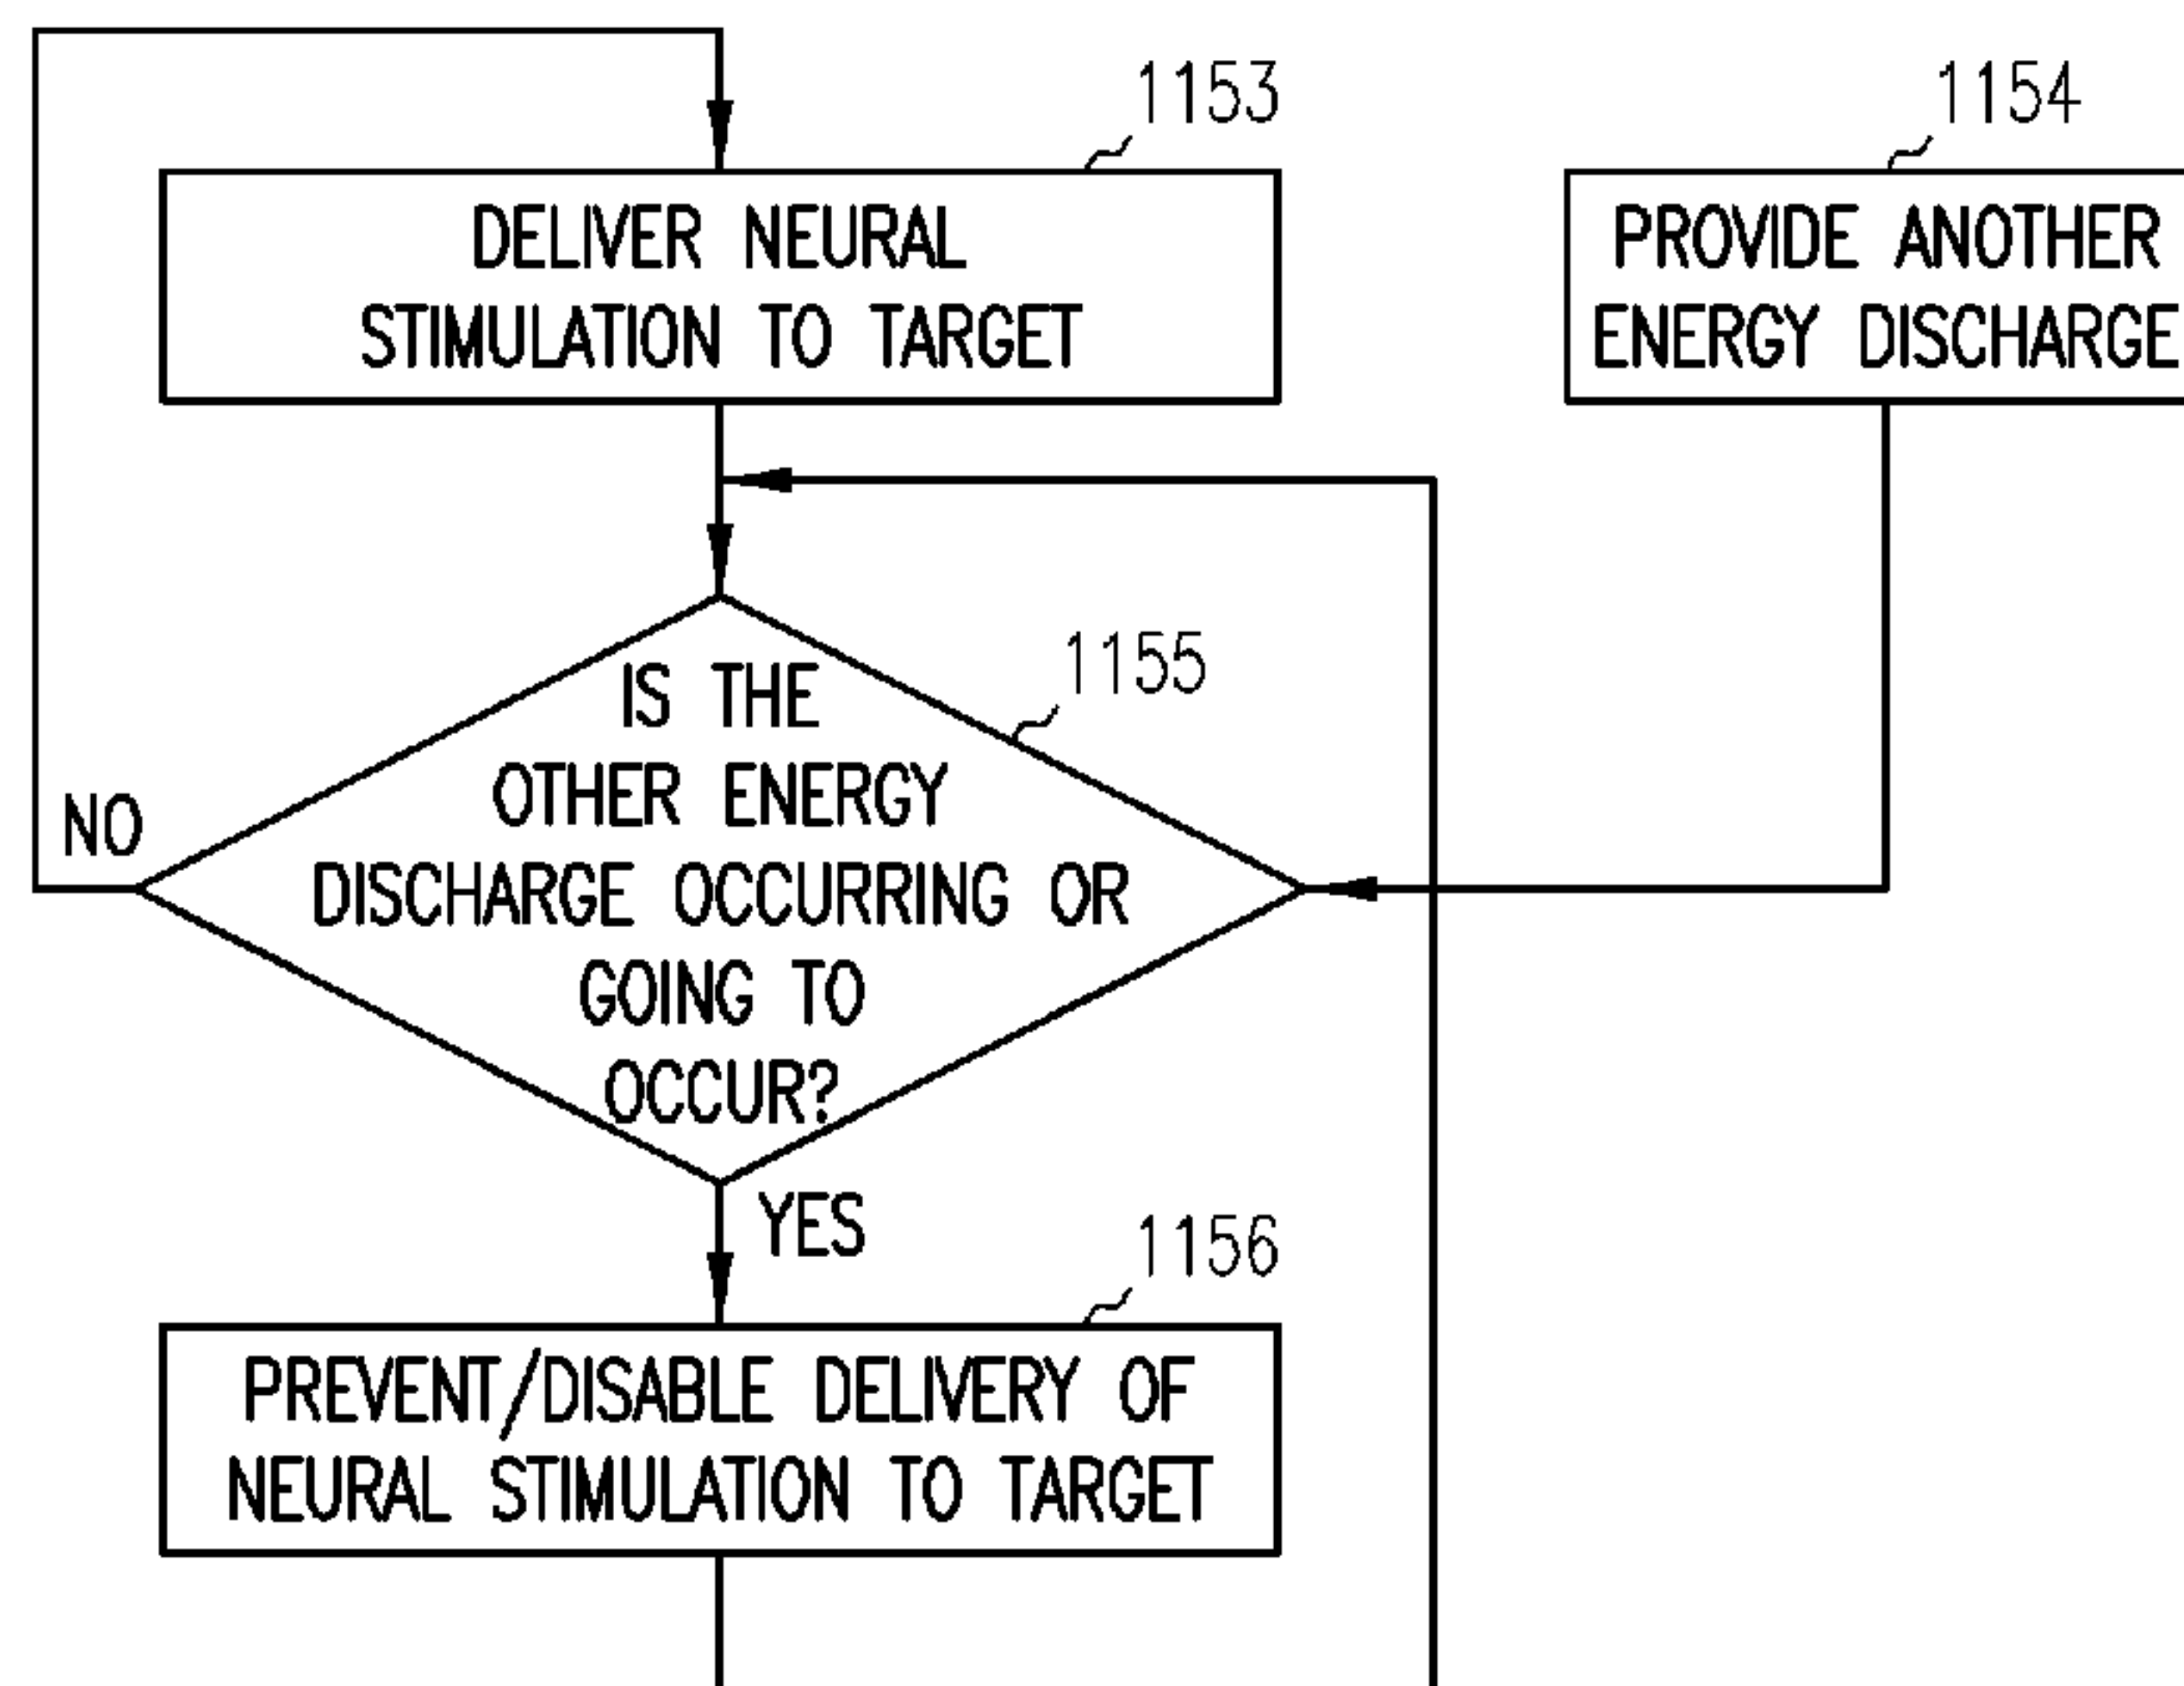 1153
DELIVER NEURAL
STIMULATION TO TARGET
1154
PROVIDE ANOTHER
ENERGY DISCHARGE
1155
IS THE
OTHER ENERGY
DISCHARGE OCCURRING OR
GOING TO
OCCUR?
NO
YES
1156
PREVENT/DISABLE DELIVERY OF
NEURAL STIMULATION TO TARGET